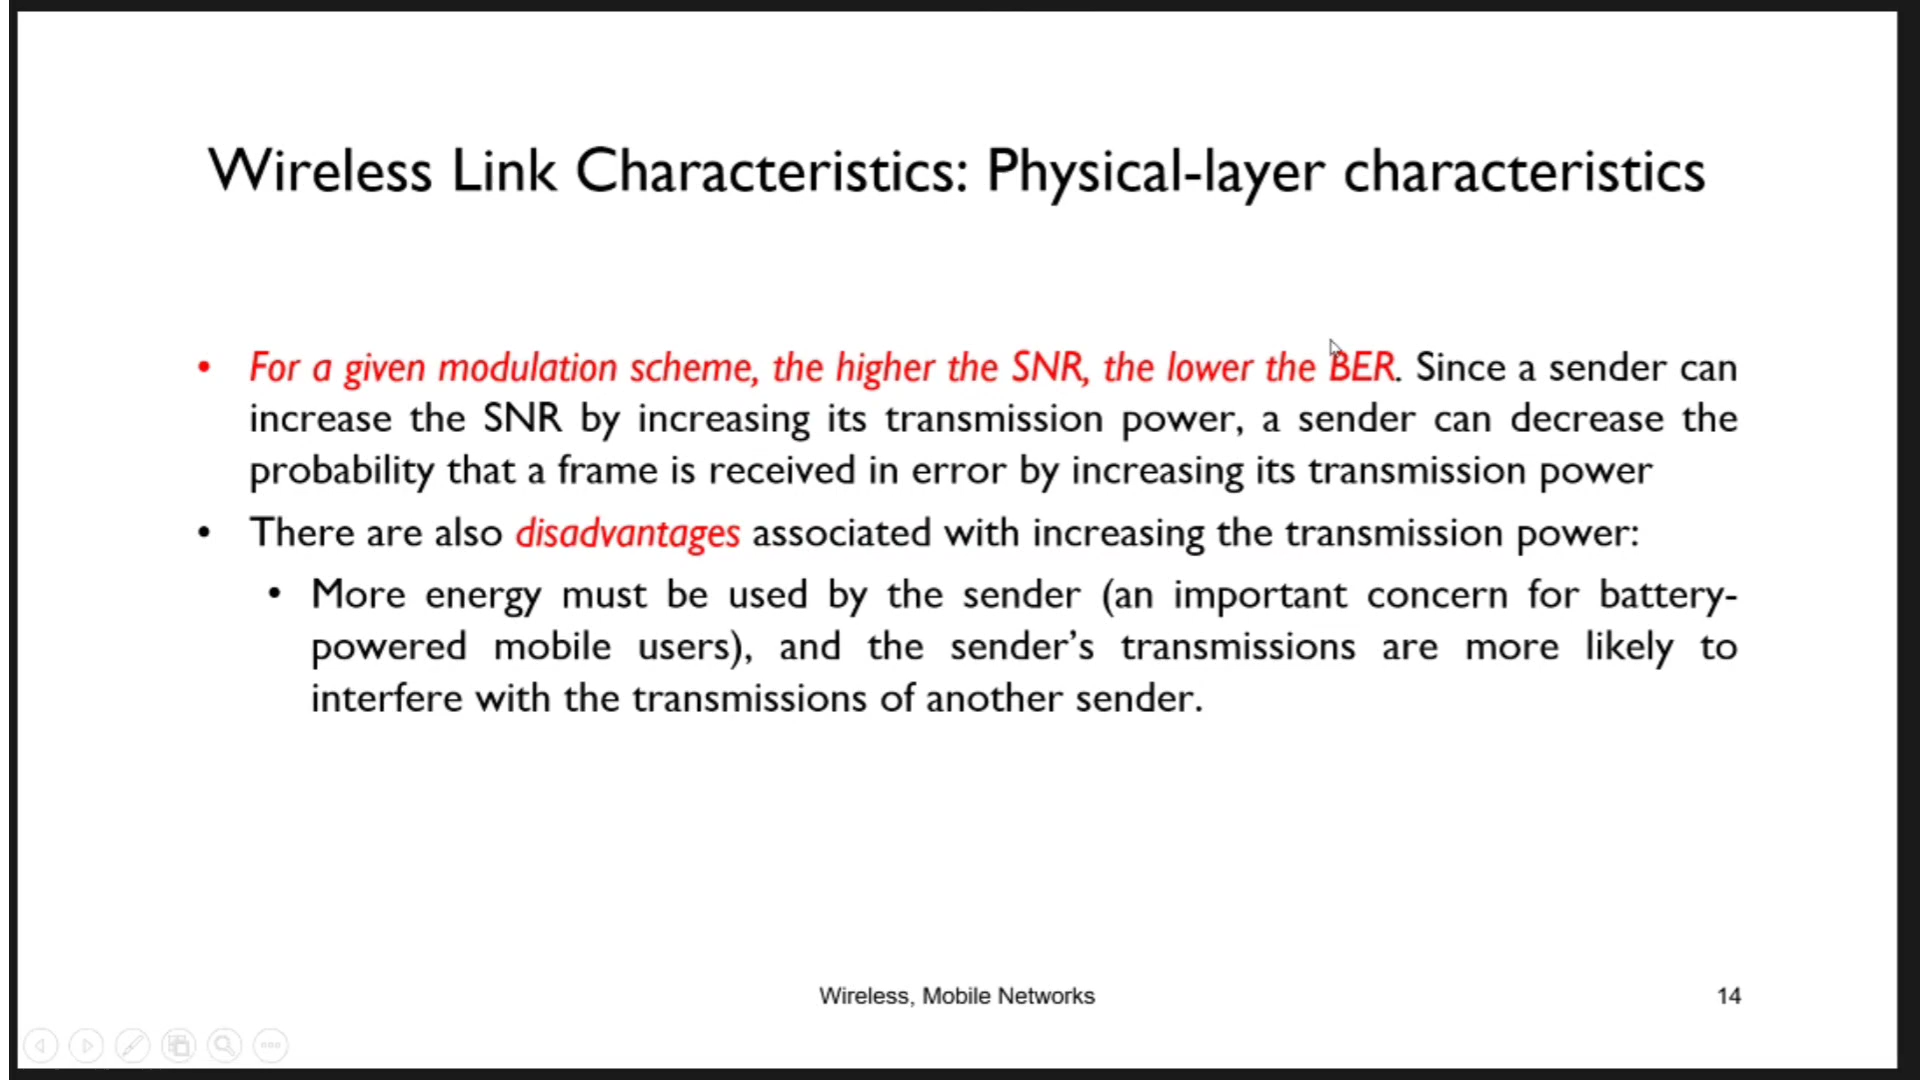 Wireless Link Characteristics: Physical-layer characteristics
• For a given modulation scheme, the higher the SNR, the lower the BER. Since a sender can
increase the SNR by increasing its transmission power, a sender can decrease the
probability that a frame is received in error by increasing its transmission power
• There are also disadvantages associated with increasing the transmission power:
• More energy must be used by the sender (an important concern for battery-
powered mobile users), and the sender’s transmissions are more likely to
interfere with the transmissions of another sender.
Wireless, Mobile Networks
14